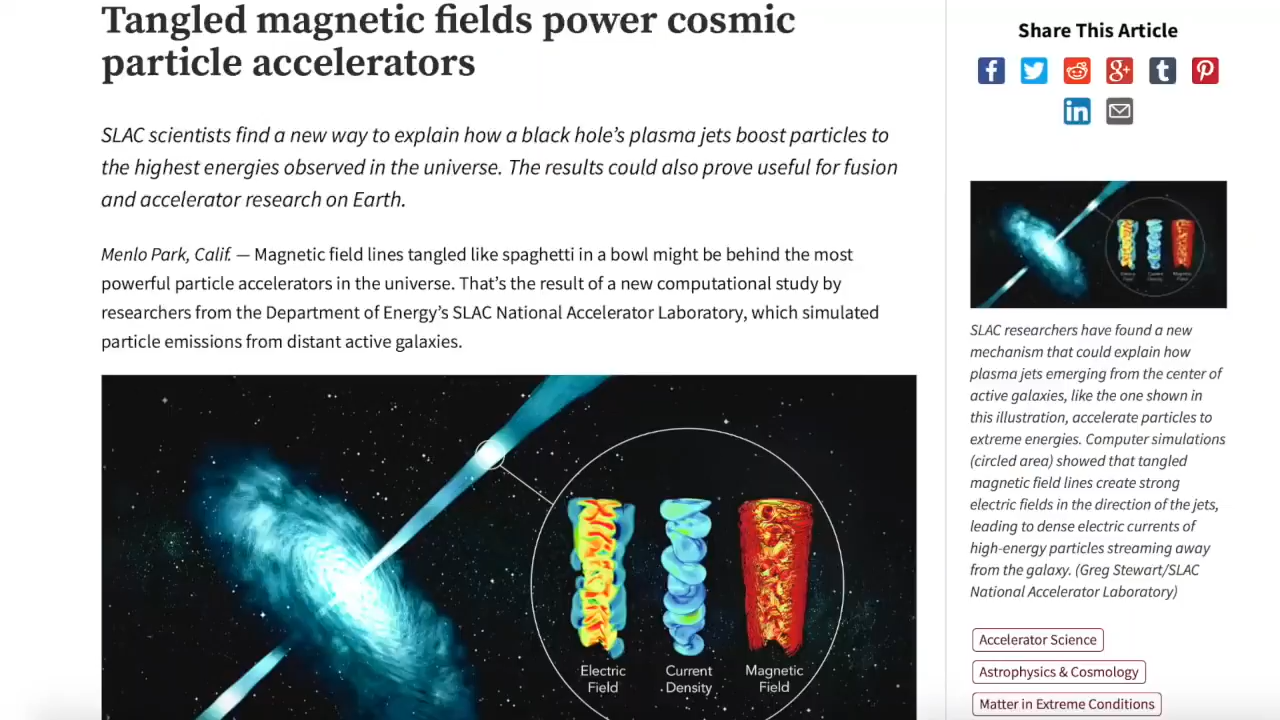 Tangled magnetic fields power cosmic
particle accelerators
SLAC scientists find a new way to explain how a black hole’s plasma jets boost particles to
the highest energies observed in the universe. The results could also prove useful for fusion
and accelerator research on Earth.
Menlo Park, Calif. — Magnetic field lines tangled like spaghetti in a bowl might be behind the most
powerful particle accelerators in the universe. That’s the result of a new computational study by
researchers from the Department of Energy’s SLAC National Accelerator Laboratory, which simulated
particle emissions from distant active galaxies.
Electric
Field
Current
Density
Magnetic
Field
Share This Article
f
g+
t
in
SLAC researchers have found a new
mechanism that could explain how
plasma jets emerging from the center of
active galaxies, like the one shown in
this illustration, accelerate particles to
extreme energies. Computer simulations
(circled area) showed that tangled
magnetic field lines create strong
electric fields in the direction of the jets,
leading to dense electric currents of
high-energy particles streaming away
from the galaxy. (Greg Stewart/SLAC
National Accelerator Laboratory)
Accelerator Science
Astrophysics & Cosmology
Matter in Extreme Conditions